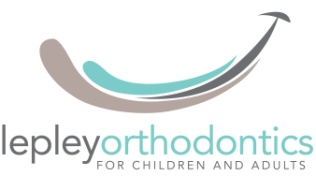 lepleyorthodontics
FOR CHILDREN AND ADULTS